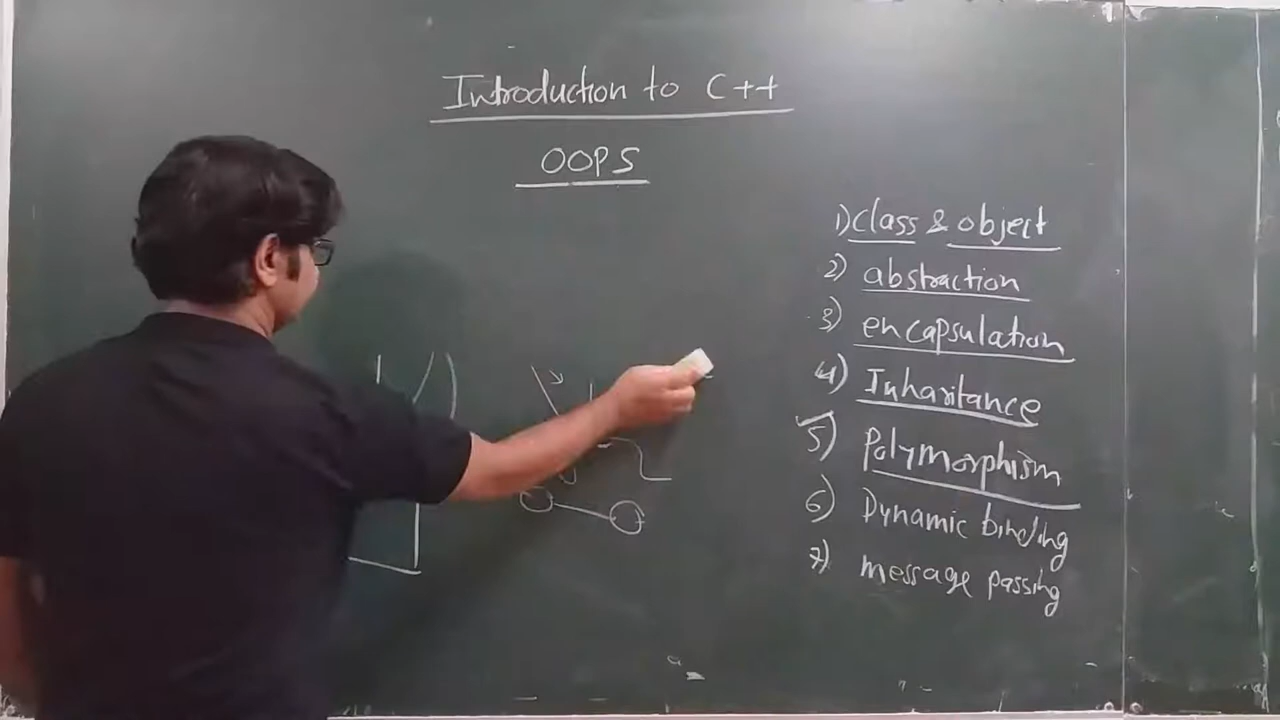 Introduction to C++
OOPS
1) class & object
2) abstraction
3) encapsulation
4) Inharitance
5) Polymorphism
6) Dynamic binding
7) message passing